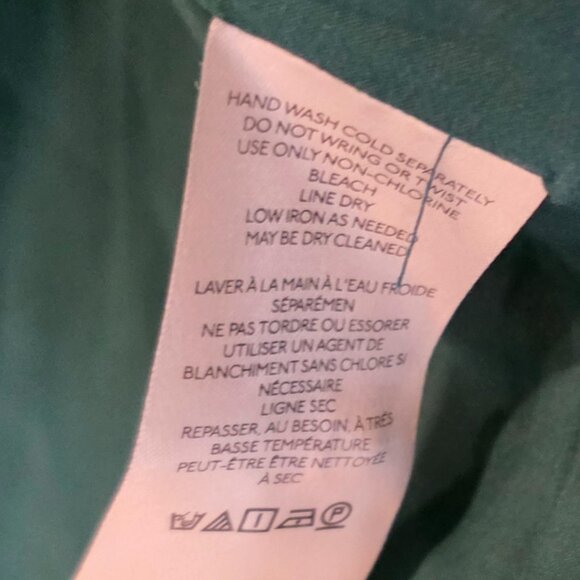 HAND WASH COLD SEPARATELY
DO NOT WRING OR TWIST
USE ONLY NON-CHLORINE
BLEACH
LINE DRY
LOW IRON AS NEEDED
MAY BE DRY CLEANED
LAVER À LA MAIN À L'EAU FROIDE
SÉPARÉMEN
NE PAS TORDRE OU ESSORER
UTILISER UN AGENT DE
BLANCHIMENT SANS CHLORE SI
NÉCESSAIRE
LIGNE SEC
REPASSER, AU BESOIN, À TRÈS
BASSE TEMPÉRATURE
PEUT-ÊTRE ÊTRE NETTOYÉE
À SEC
P